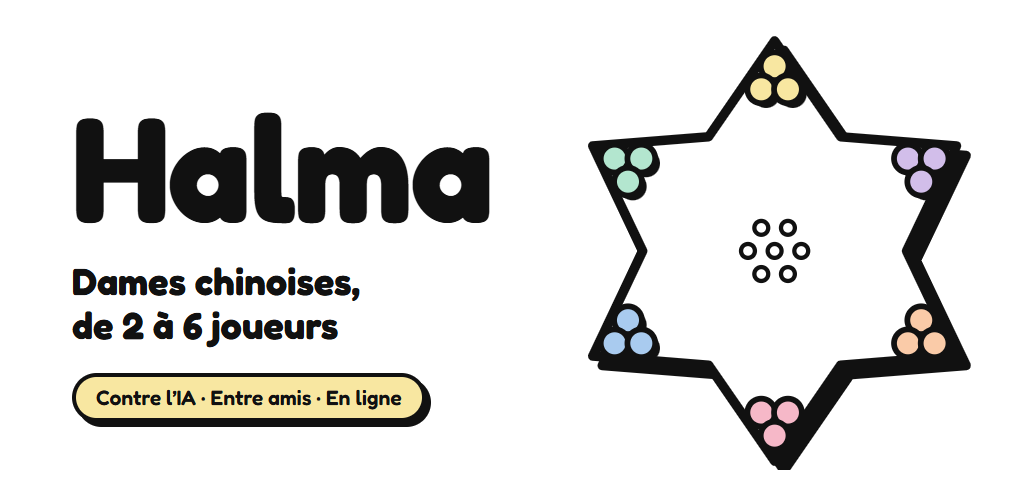 Halma
Dames chinoises,
de 2 à 6 joueurs
Contre l’IA · Entre amis · En ligne